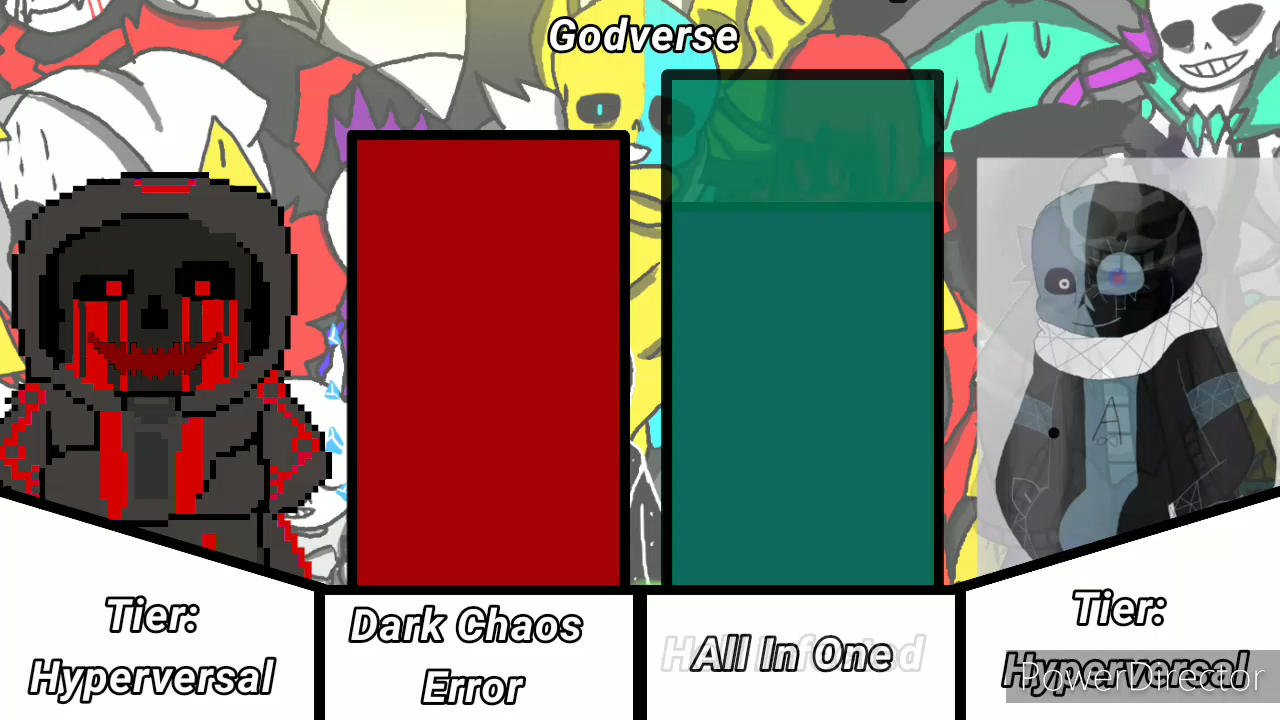 Godverse
Tier:
Hyperversal
Dark Chaos
Error
All In One
Tier:
Hyperversal
PowerDirector
A